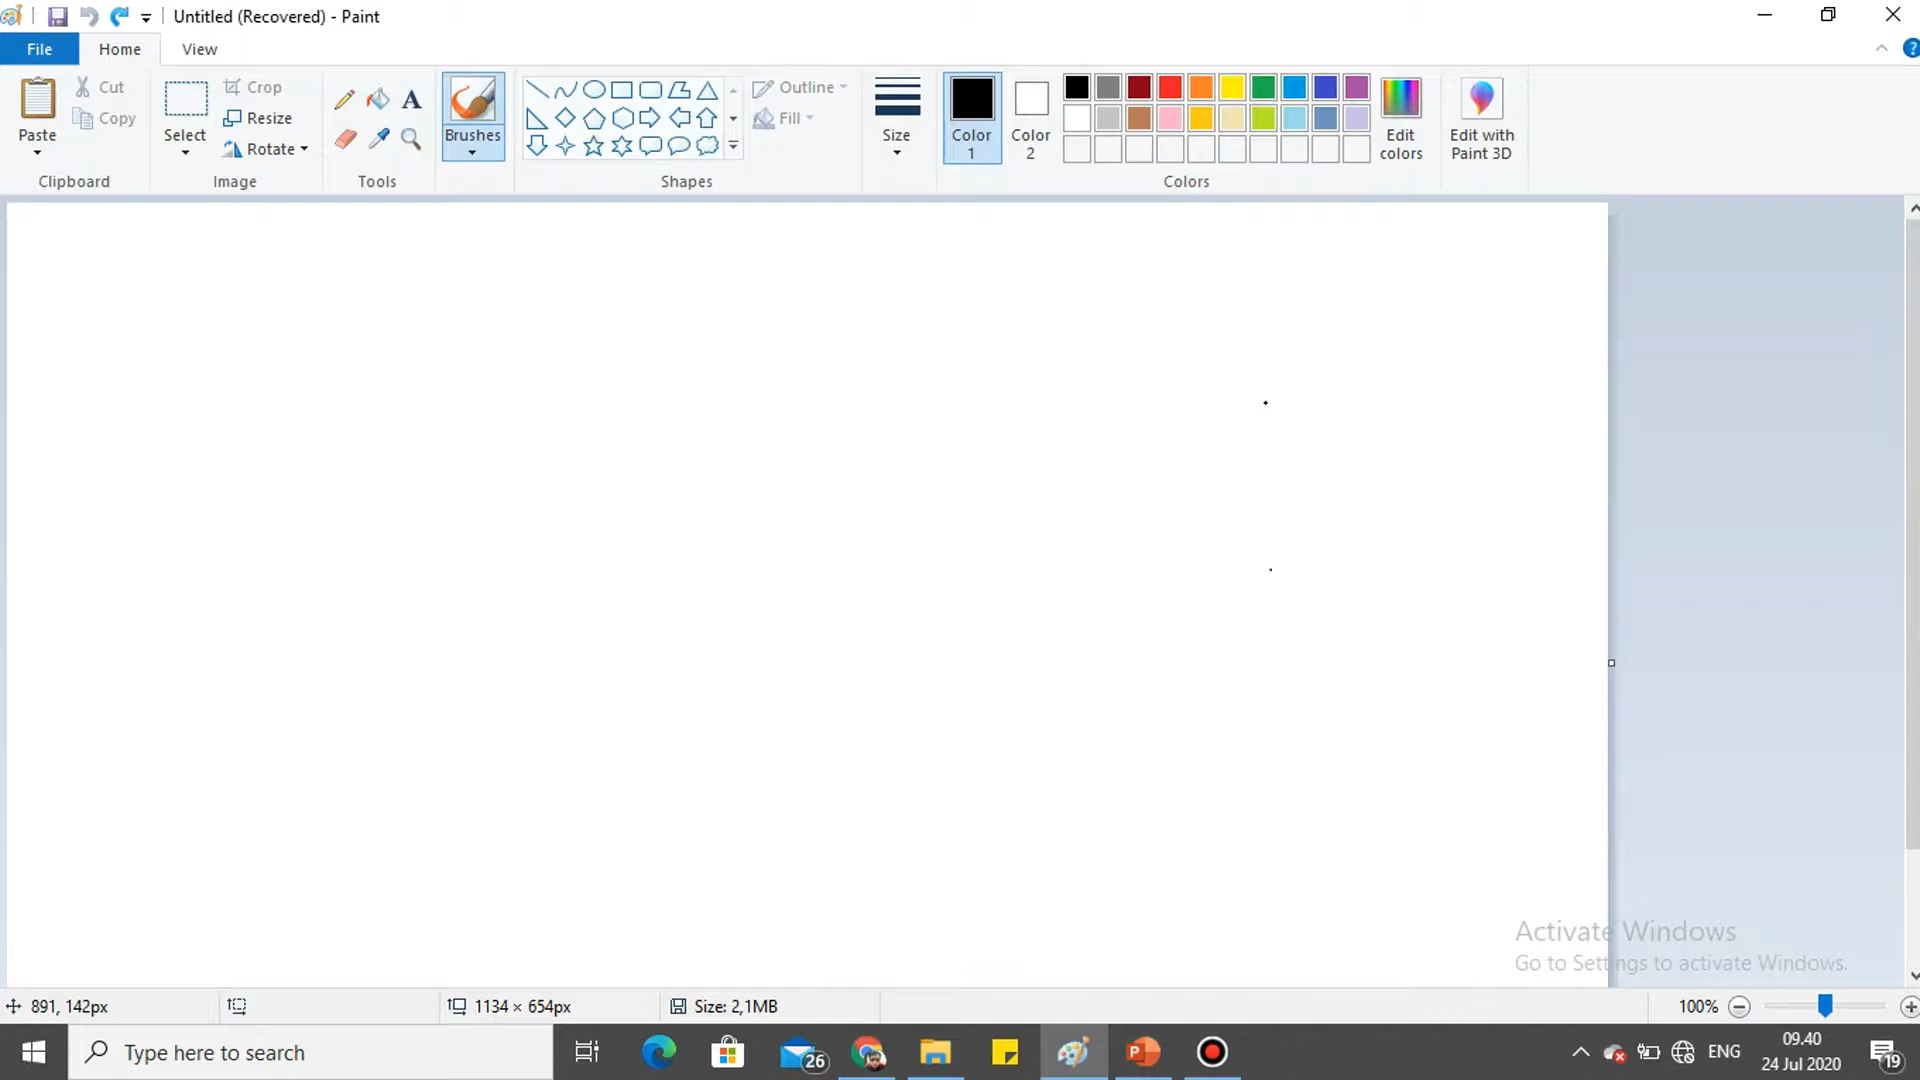 Untitled (Recovered) - Paint
File Home View
Paste
Cut
Copy
Clipboard
Select
Crop
Resize
Rotate
Image
A
Tools
Brushes
Outline
Fill
Shapes
Size
Color 1
Color 2
Edit colors
Colors
Edit with Paint 3D
Activate Windows
Go to Settings to activate Windows.
891, 142px
1134 × 654px
Size: 2,1MB
100%
Type here to search
26
P
ENG
09.40
24 Jul 2020
19